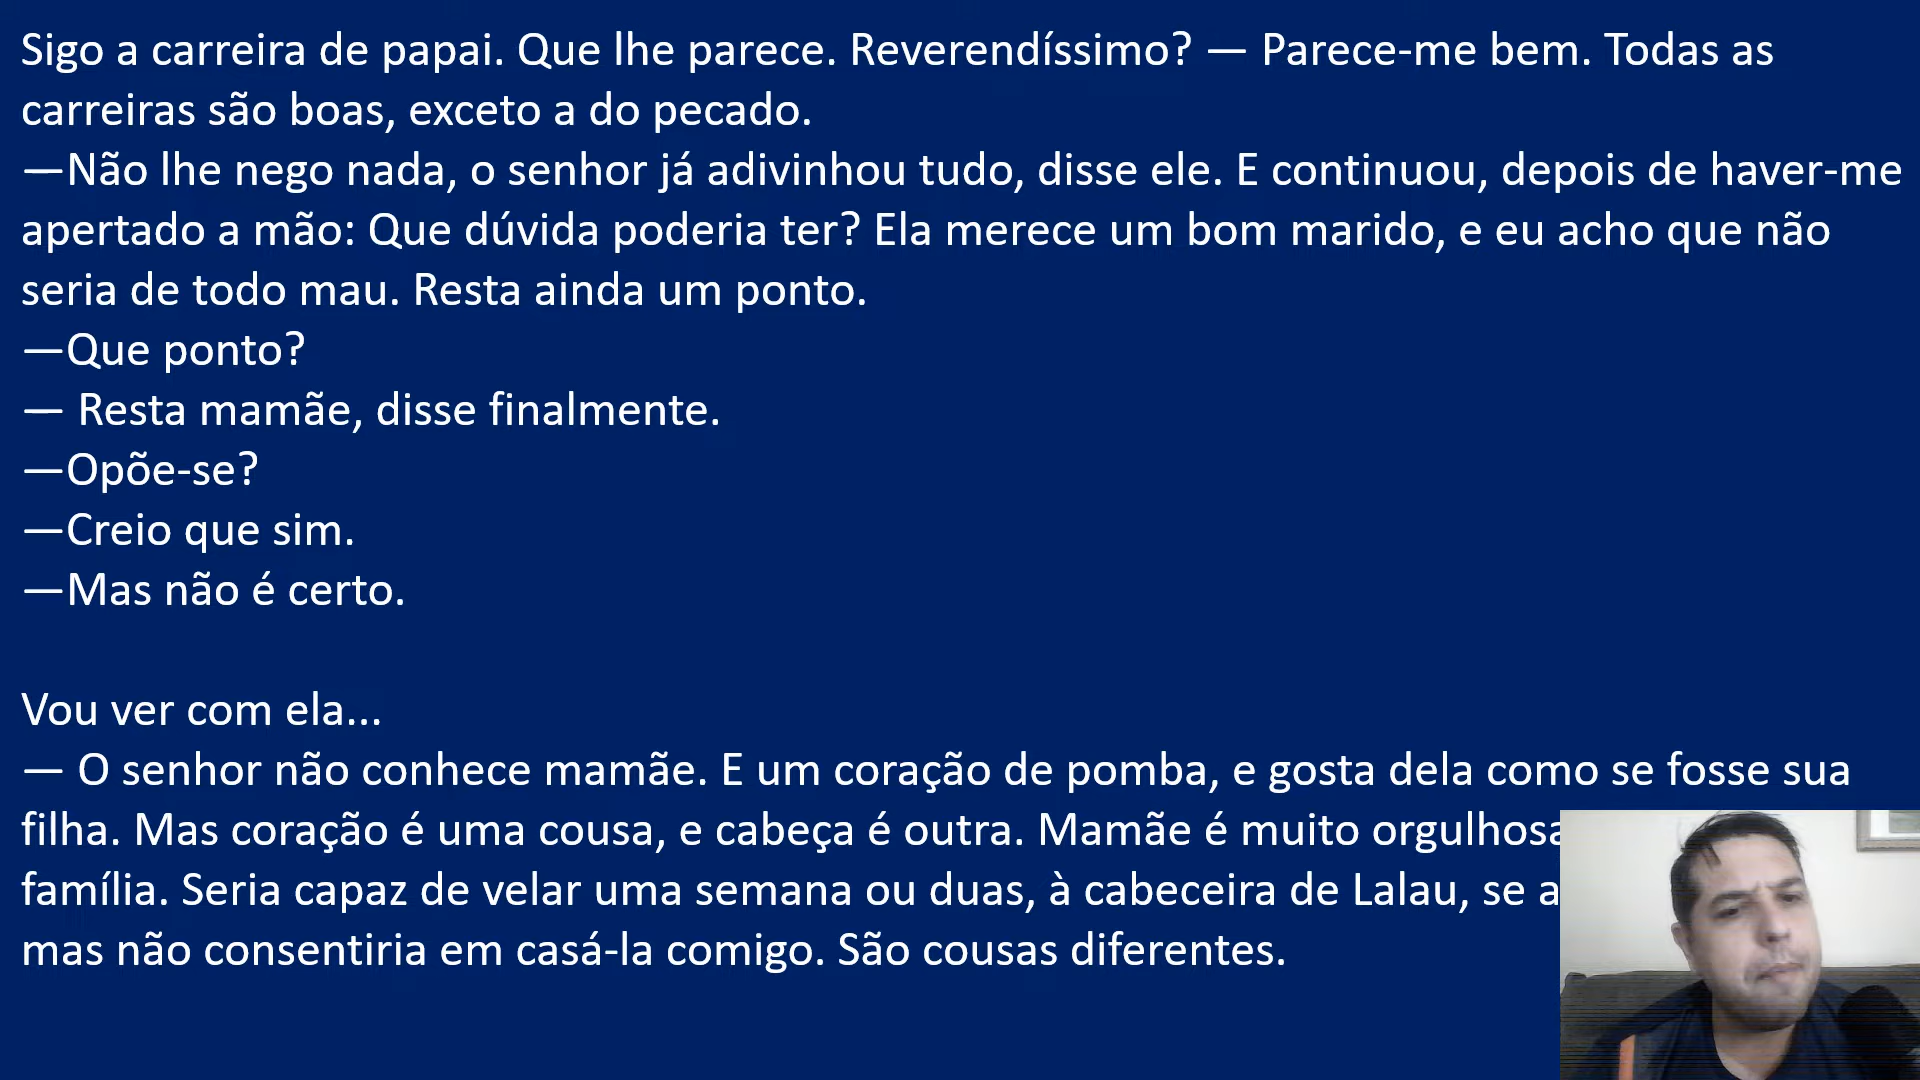 Sigo a carreira de papai. Que lhe parece. Reverendíssimo? — Parece-me bem. Todas as
carreiras são boas, exceto a do pecado.
—Não lhe nego nada, o senhor já adivinhou tudo, disse ele. E continuou, depois de haver-me
apertado a mão: Que dúvida poderia ter? Ela merece um bom marido, e eu acho que não
seria de todo mau. Resta ainda um ponto.
—Que ponto?
— Resta mamãe, disse finalmente.
—Opõe-se?
—Creio que sim.
—Mas não é certo.
Vou ver com ela...
— O senhor não conhece mamãe. E um coração de pomba, e gosta dela como se fosse sua
filha. Mas coração é uma cousa, e cabeça é outra. Mamãe é muito orgulhosa
família. Seria capaz de velar uma semana ou duas, à cabeceira de Lalau, se a
mas não consentiria em casá-la comigo. São cousas diferentes.